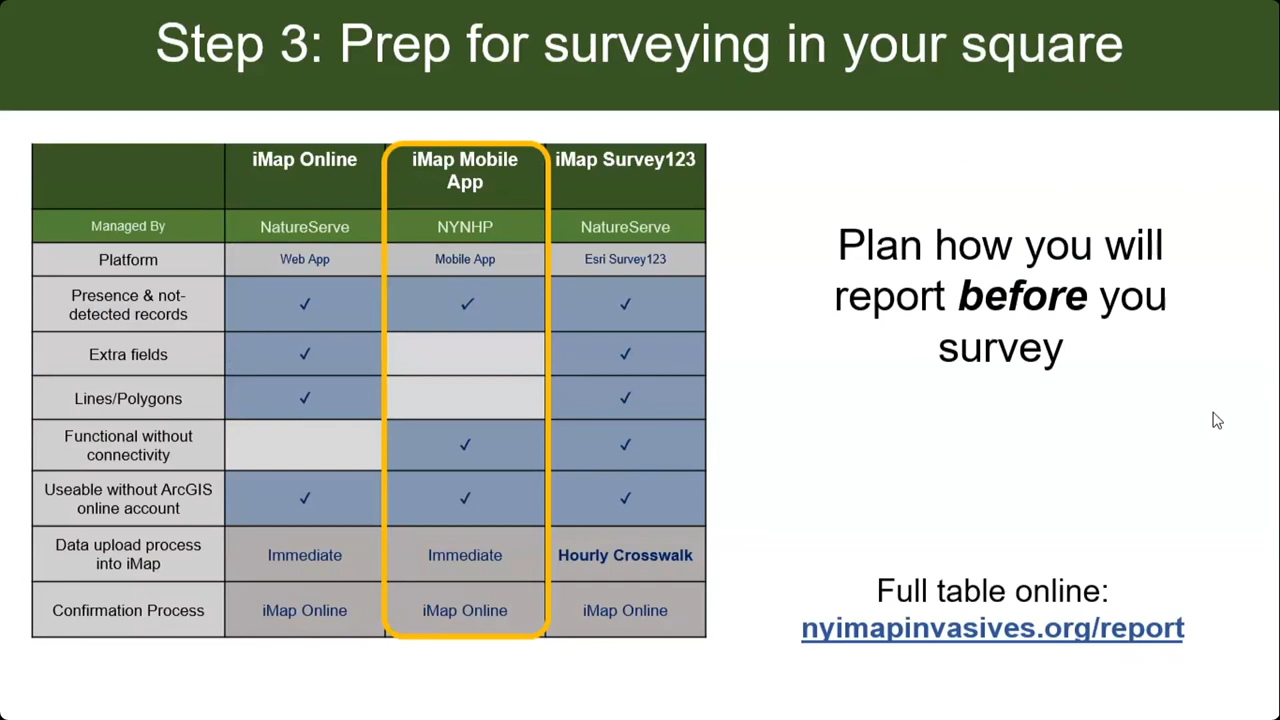 Step 3: Prep for surveying in your square
iMap Online
iMap Mobile
App
iMap Survey123
Managed By
NatureServe
NYNHP
NatureServe
Platform
Web App
Mobile App
Esri Survey123
Presence & not-
detected records
✓
✓
✓
Extra fields
✓
✓
Lines/Polygons
✓
✓
Functional without
connectivity
✓
✓
Useable without ArcGIS
online account
✓
✓
✓
Data upload process
into iMap
Immediate
Immediate
Hourly Crosswalk
Confirmation Process
iMap Online
iMap Online
iMap Online
Plan how you will
report before you
survey
Full table online:
nyimapinvasives.org/report